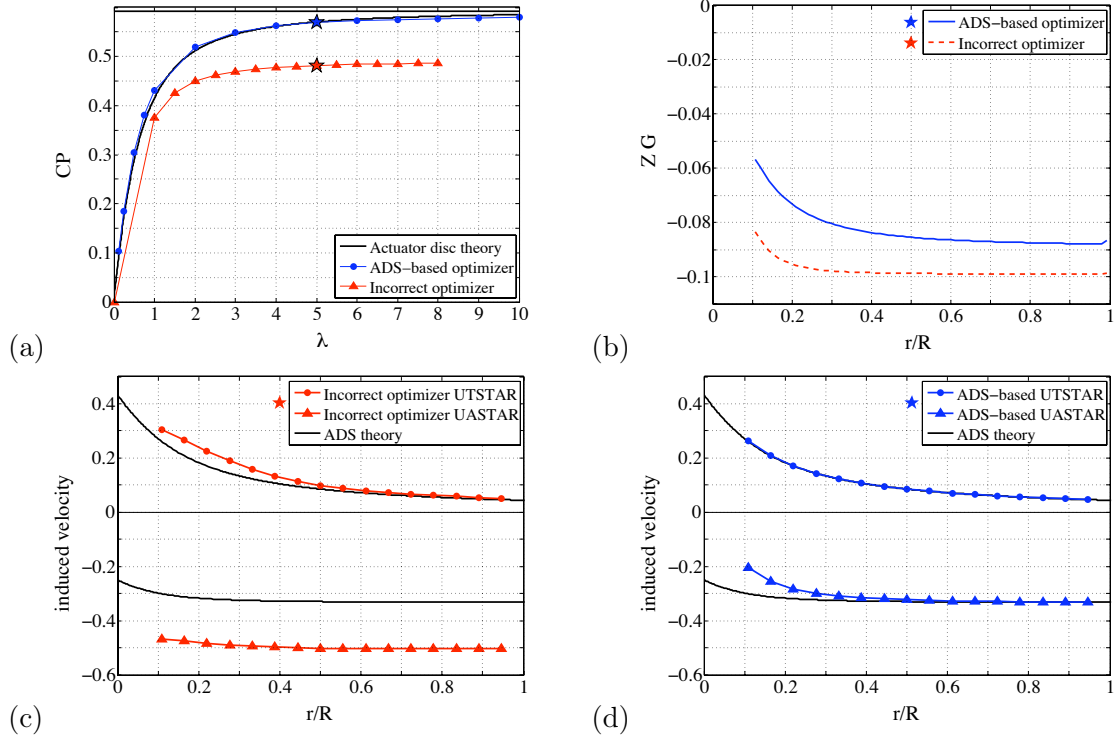 0.5
0.4
0.3
0.2
0.1
0
CP
0 1 2 3 4 5 6 7 8 9 10
λ
Actuator disc theory
ADS−based optimizer
Incorrect optimizer
(a)
0
−0.02
−0.04
−0.06
−0.08
−0.1
Z G
0 0.2 0.4 0.6 0.8 1
r/R
ADS−based optimizer
Incorrect optimizer
(b)
0.4
0.2
0
−0.2
−0.4
−0.6
induced velocity
0 0.2 0.4 0.6 0.8 1
r/R
Incorrect optimizer UTSTAR
Incorrect optimizer UASTAR
ADS theory
(c)
0.4
0.2
0
−0.2
−0.4
−0.6
induced velocity
0 0.2 0.4 0.6 0.8 1
r/R
ADS−based UTSTAR
ADS−based UASTAR
ADS theory
(d)